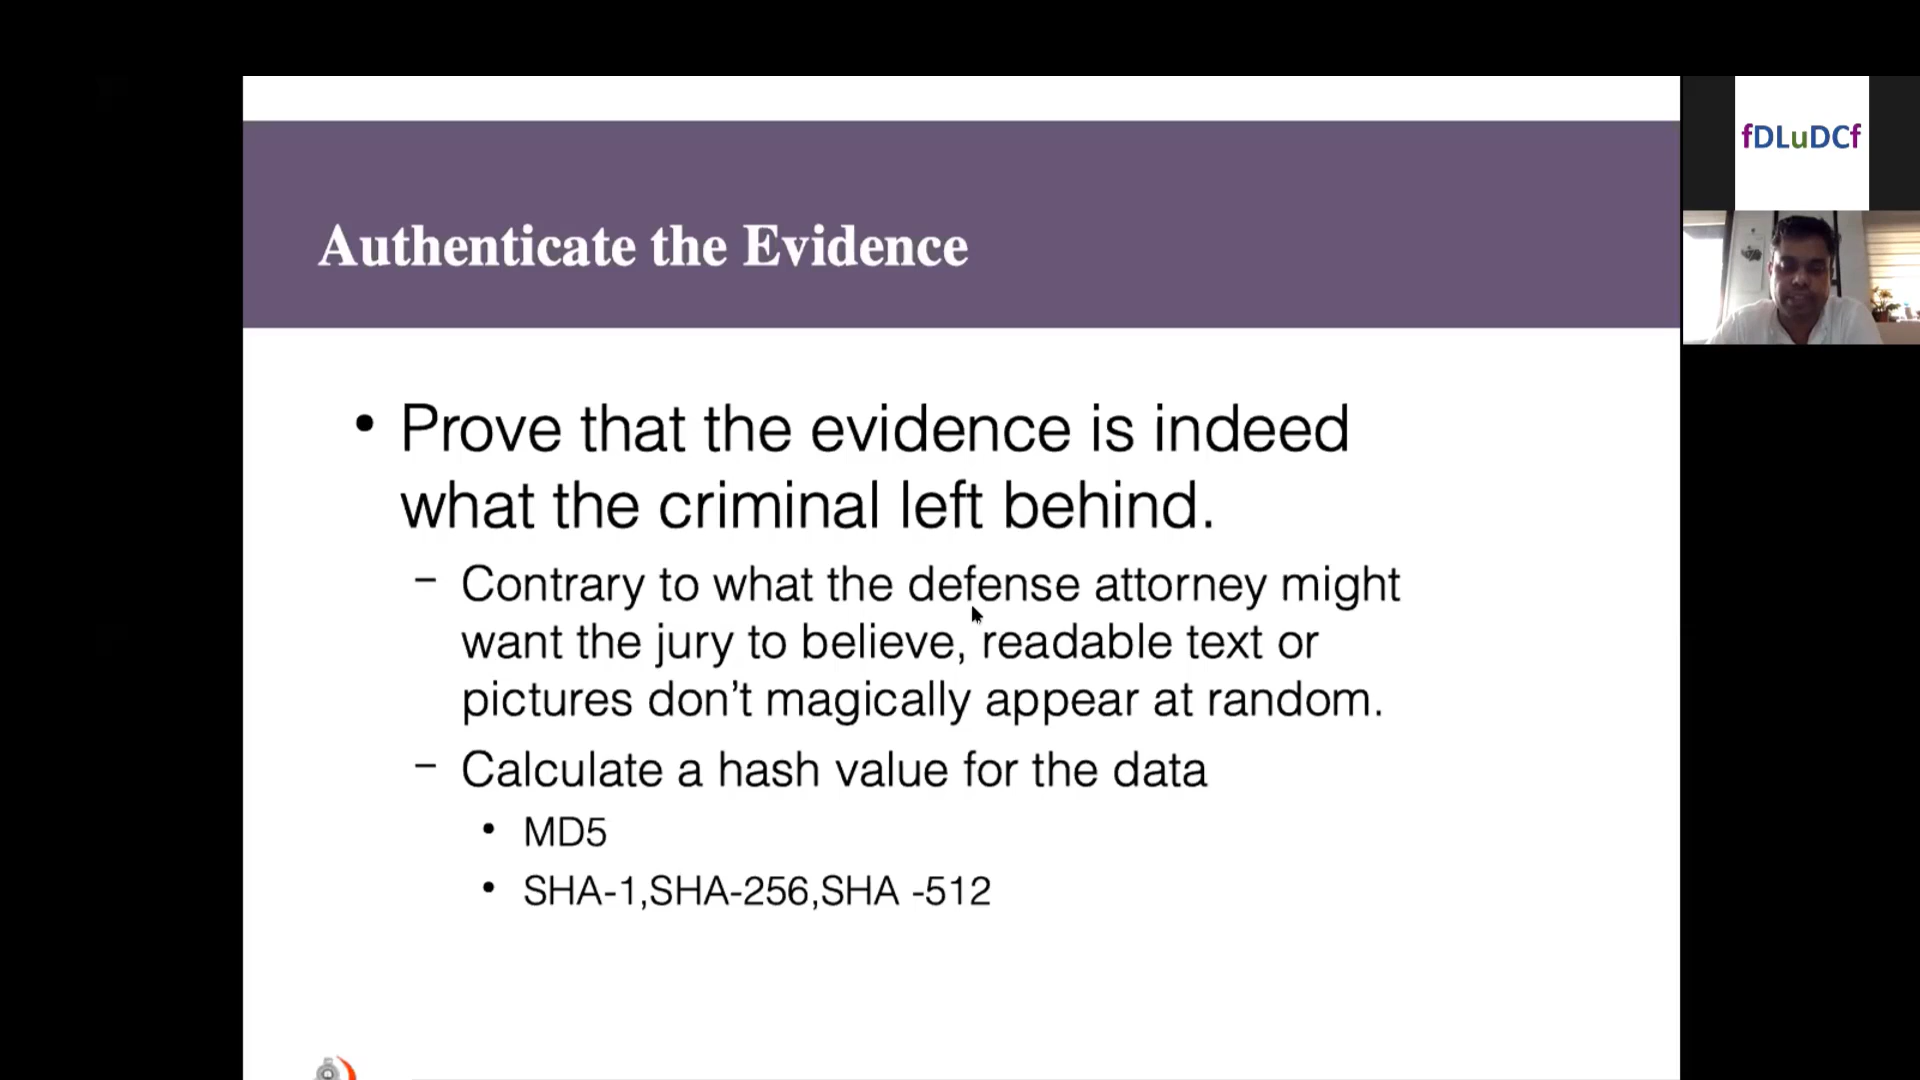 Authenticate the Evidence
fDLuDCf
• Prove that the evidence is indeed
what the criminal left behind.
– Contrary to what the defense attorney might
want the jury to believe, readable text or
pictures don’t magically appear at random.
– Calculate a hash value for the data
• MD5
• SHA-1,SHA-256,SHA -512